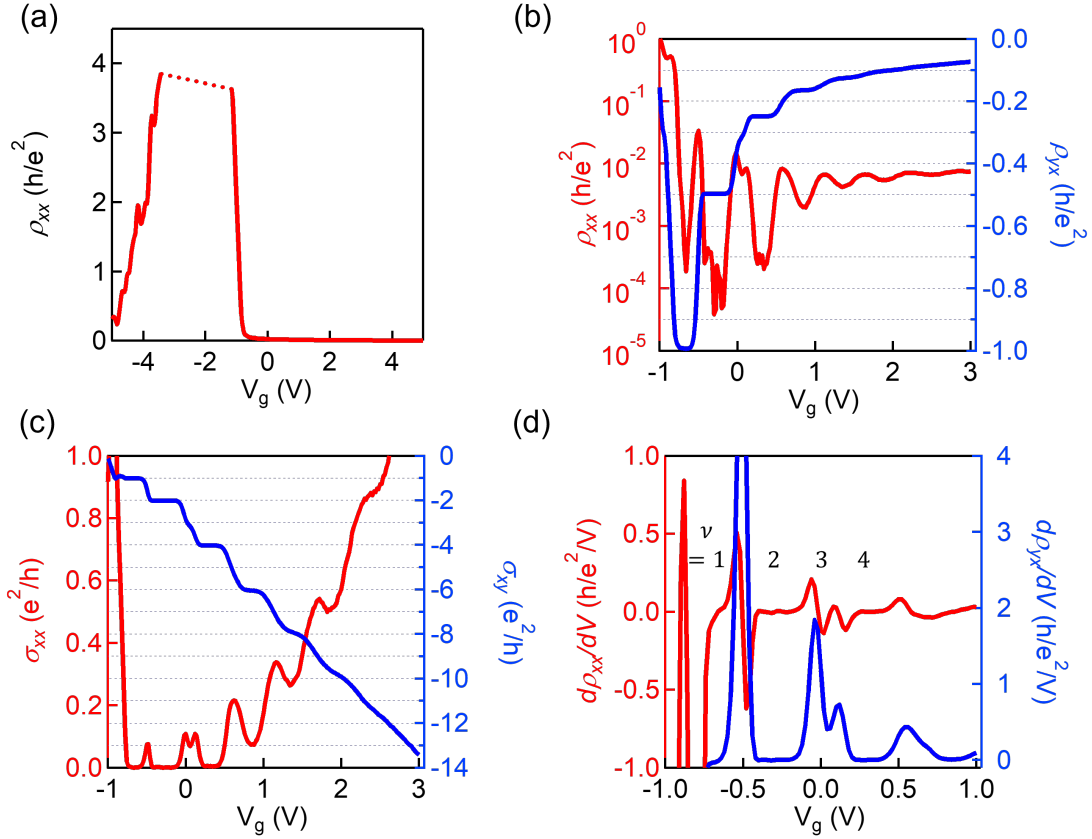 (a)
4
3
2
1
0
ρxx (h/e²)
-4 -2 0 2 4
Vg (V)
(b)
10⁰
10⁻¹
10⁻²
10⁻³
10⁻⁴
10⁻⁵
ρxx (h/e²)
0.0
-0.2
-0.4
-0.6
-0.8
-1.0
ρyx (h/e²)
-1 0 1 2 3
Vg (V)
(c)
1.0
0.8
0.6
0.4
0.2
0.0
σxx (e²/h)
0
-2
-4
-6
-8
-10
-12
-14
σxy (e²/h)
-1 0 1 2 3
Vg (V)
(d)
1.0
0.5
0.0
-0.5
-1.0
dρxx/dV (h/e²/V)
ν
= 1 2 3 4
4
3
2
1
0
dρyx/dV (h/e²/V)
-1.0 -0.5 0.0 0.5 1.0
Vg (V)